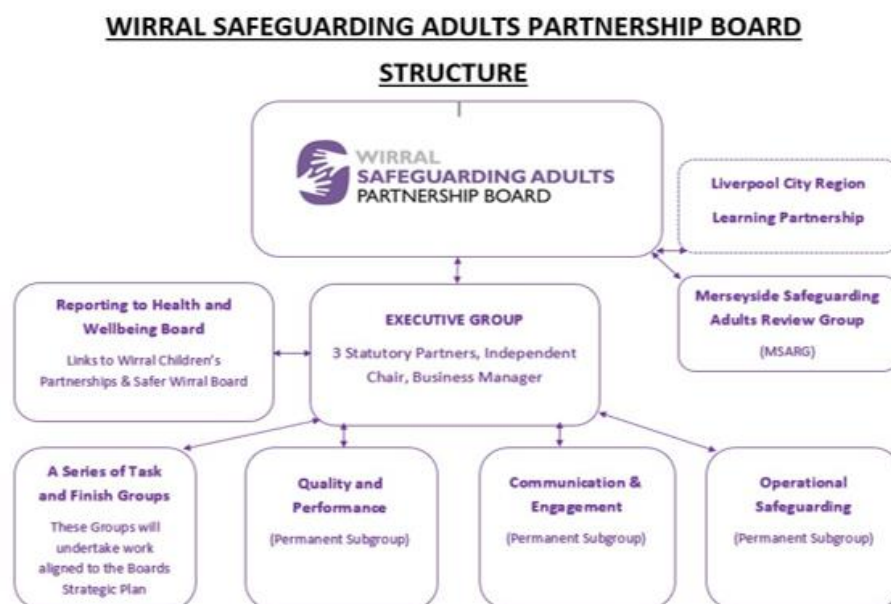 WIRRAL SAFEGUARDING ADULTS PARTNERSHIP BOARD
STRUCTURE
WIRRAL
SAFEGUARDING ADULTS
PARTNERSHIP BOARD
Liverpool City Region
Learning Partnership
Merseyside Safeguarding
Adults Review Group
(MSARG)
Reporting to Health and
Wellbeing Board
Links to Wirral Children's
Partnerships & Safer Wirral Board
EXECUTIVE GROUP
3 Statutory Partners, Independent
Chair, Business Manager
A Series of Task
and Finish Groups
These Groups will
undertake work
aligned to the Boards
Strategic Plan
Quality and
Performance
(Permanent Subgroup)
Communication &
Engagement
(Permanent Subgroup)
Operational
Safeguarding
(Permanent Subgroup)